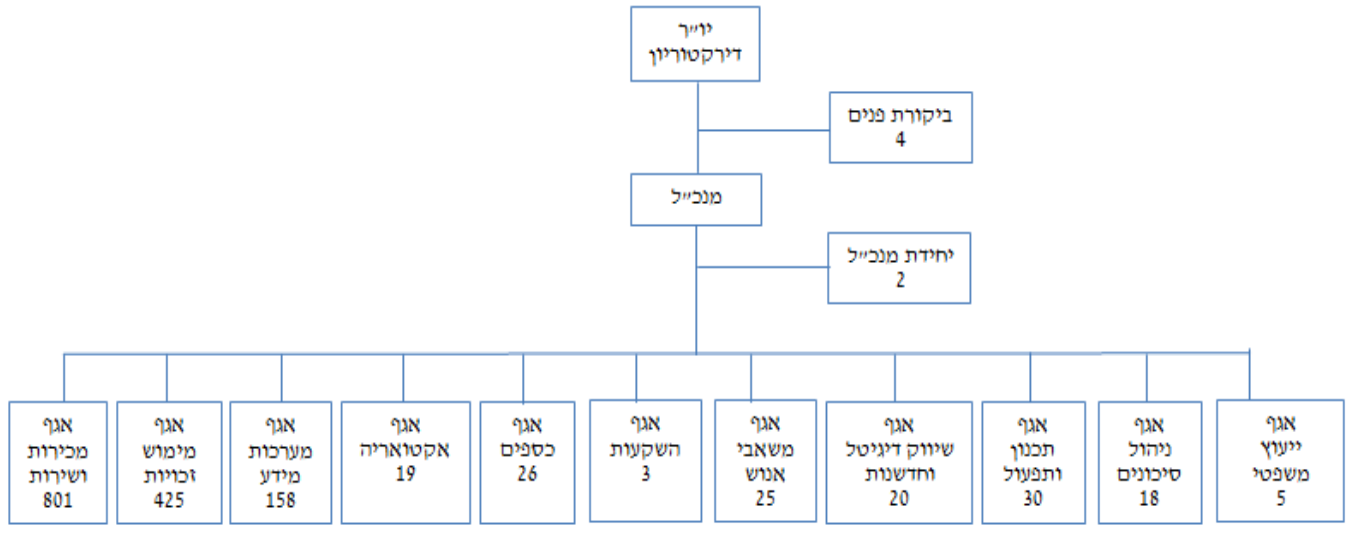 יו״ר
דירקטוריון
ביקורת פנים
4
מנכ״ל
יחידת מנכ״ל
2
אגף
ייעוץ
משפטי
5
אגף
ניהול
סיכונים
18
אגף
תכנון
ותפעול
30
אגף
שיווק דיגיטל
וחדשנות
20
אגף
משאבי
אנוש
25
אגף
השקעות
3
אגף
כספים
26
אגף
אקטואריה
19
אגף
מערכות
מידע
158
אגף
מימוש
זכויות
425
אגף
מכירות
ושירות
801